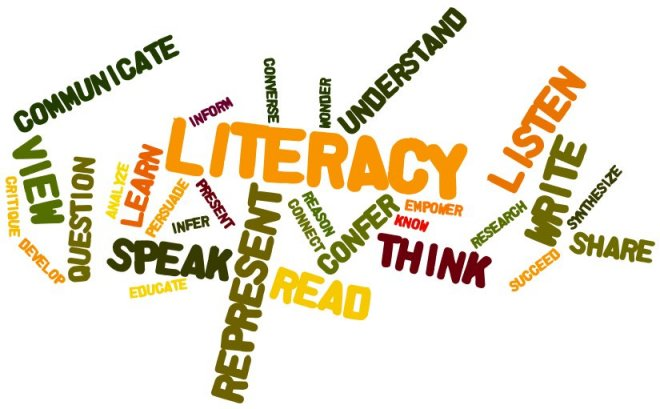 COMMUNICATE
UNDERSTAND
CONVERSE
WONDER
INFORM
LITERACY
LISTEN
VIEW
QUESTION
ANALYZE
LEARN
PERSUADE
PRESENT
INFER
CRITIQUE
DEVELOP
SPEAK
EDUCATE
REPRESENT
REASON
CONNECT
CONFER
EMPOWER
KNOW
THINK
READ
RESEARCH
WRITE
SYNTHESIZE
SHARE
SUCCEED